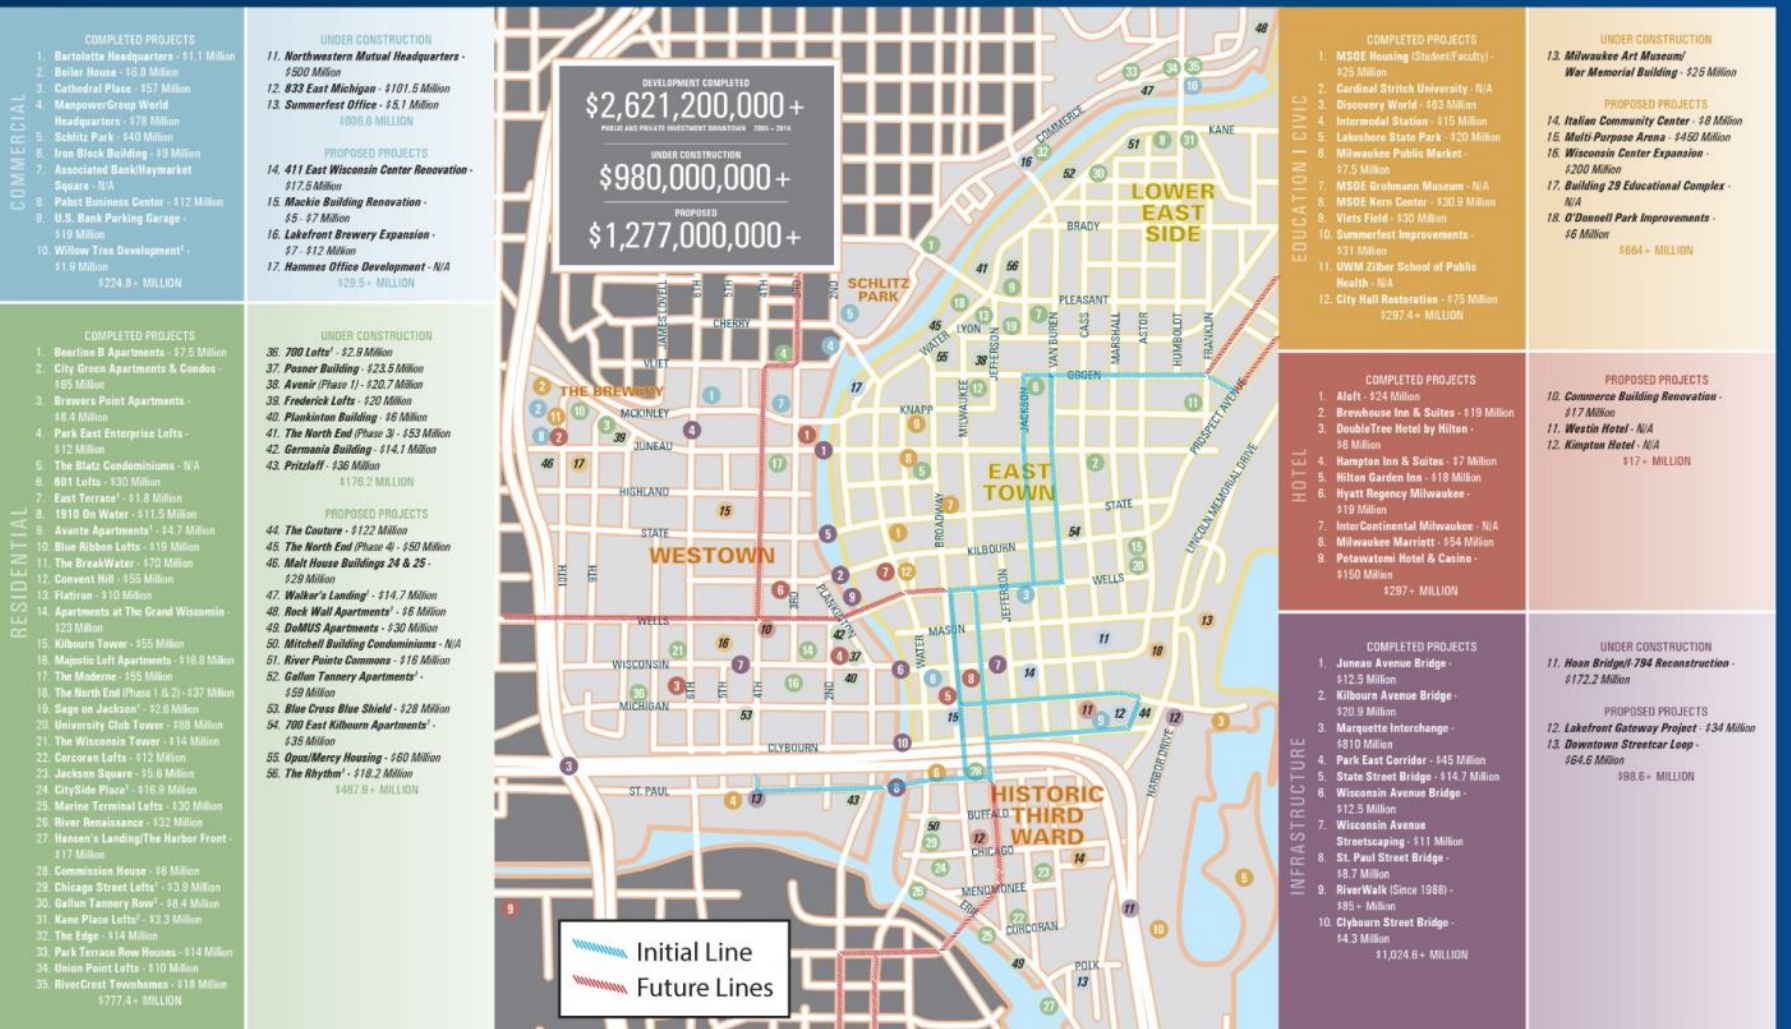 COMMERCIAL
COMPLETED PROJECTS
1. Bartolotta Headquarters - $1.1 Million
2. Boiler House - $6.8 Million
3. Cathedral Place - $57 Million
4. ManpowerGroup World
Headquarters - $78 Million
5. Schlitz Park - $40 Million
6. Iron Block Building - $9 Million
7. Associated Bank/Haymarket
Square - N/A
8. Pabst Business Center - $12 Million
9. U.S. Bank Parking Garage -
$19 Million
10. Willow Tree Development² -
$1.9 Million
$224.8+ MILLION
UNDER CONSTRUCTION
11. Northwestern Mutual Headquarters -
$500 Million
12. 833 East Michigan - $101.5 Million
13. Summerfest Office - $5.1 Million
$606.6 MILLION
PROPOSED PROJECTS
14. 411 East Wisconsin Center Renovation -
$17.5 Million
15. Mackie Building Renovation -
$5 - $7 Million
16. Lakefront Brewery Expansion -
$7 - $12 Million
17. Hammes Office Development - N/A
$29.5+ MILLION
RESIDENTIAL
COMPLETED PROJECTS
1. Beerline B Apartments - $7.5 Million
2. City Green Apartments & Condos -
$65 Million
3. Brewers Point Apartments -
$8.4 Million
4. Park East Enterprise Lofts -
$12 Million
5. The Blatz Condominiums - N/A
6. 601 Lofts - $30 Million
7. East Terrace¹ - $1.8 Million
8. 1910 On Water - $11.5 Million
9. Avante Apartments¹ - $4.7 Million
10. Blue Ribbon Lofts - $19 Million
11. The BreakWater - $70 Million
12. Convent Hill - $55 Million
13. Flatiron - $10 Million
14. Apartments at The Grand Wisconsin -
$23 Million
15. Kilbourn Tower - $55 Million
16. Majestic Loft Apartments - $16.8 Million
17. The Moderne - $55 Million
18. The North End (Phase 1 & 2) - $37 Million
19. Sage on Jackson¹ - $2.6 Million
20. University Club Tower - $88 Million
21. The Wisconsin Tower - $14 Million
22. Corcoran Lofts - $12 Million
23. Jackson Square - $5.6 Million
24. CitySide Plaza¹ - $16.9 Million
25. Marine Terminal Lofts - $30 Million
26. River Renaissance - $32 Million
27. Hansen's Landing/The Harbor Front -
$17 Million
28. Commission House - $6 Million
29. Chicago Street Lofts¹ - $3.9 Million
30. Gallun Tannery Row² - $8.4 Million
31. Kane Place Lofts² - $3.3 Million
32. The Edge - $14 Million
33. Park Terrace Row Houses - $14 Million
34. Union Point Lofts - $10 Million
35. RiverCrest Townhomes - $18 Million
$777.4+ MILLION
UNDER CONSTRUCTION
36. 700 Lofts¹ - $2.9 Million
37. Posner Building - $23.5 Million
38. Avenir (Phase 1) - $20.7 Million
39. Frederick Lofts - $20 Million
40. Plankinton Building - $6 Million
41. The North End (Phase 3) - $53 Million
42. Germania Building - $14.1 Million
43. Pritzlaff - $36 Million
$176.2 MILLION
PROPOSED PROJECTS
44. The Couture - $122 Million
45. The North End (Phase 4) - $50 Million
46. Malt House Buildings 24 & 25 -
$29 Million
47. Walker's Landing¹ - $14.7 Million
48. Rock Wall Apartments¹ - $6 Million
49. DoMUS Apartments - $30 Million
50. Mitchell Building Condominiums - N/A
51. River Pointe Commons - $16 Million
52. Gallun Tannery Apartments¹ -
$59 Million
53. Blue Cross Blue Shield - $28 Million
54. 700 East Kilbourn Apartments¹ -
$35 Million
55. Opus/Mercy Housing - $60 Million
56. The Rhythm¹ - $18.2 Million
$467.9+ MILLION
DEVELOPMENT COMPLETED
$2,621,200,000+
PUBLIC AND PRIVATE INVESTMENT DOWNTOWN 2005 - 2014
UNDER CONSTRUCTION
$980,000,000+
PROPOSED
$1,277,000,000+
COMMERCE
KANE
LOWER
EAST
SIDE
BRADY
SCHLITZ
PARK
PLEASANT
JAMES LOVELL
6TH
5TH
4TH
3RD
2ND
CHERRY
VLIET
LYON
WATER
JEFFERSON
VAN BUREN
CASS
MARSHALL
ASTOR
HUMBOLDT
FRANKLIN
OGDEN
THE BREWERY
MCKINLEY
JUNEAU
KNAPP
MILWAUKEE
JACKSON
PROSPECT AVENUE
LINCOLN MEMORIAL DRIVE
EAST
TOWN
HIGHLAND
STATE
BROADWAY
STATE
WESTOWN
KILBOURN
WELLS
10TH
9TH
3RD
PLANKINTON
JEFFERSON
WELLS
MASON
WATER
WISCONSIN
6TH
5TH
4TH
2ND
MICHIGAN
CLYBOURN
HARBOR DRIVE
ST. PAUL
HISTORIC
THIRD
WARD
BUFFALO
CHICAGO
MENOMONEE
ERIE
CORCORAN
POLK
Initial Line
Future Lines
EDUCATION | CIVIC
COMPLETED PROJECTS
1. MSOE Housing (Student/Faculty) -
$25 Million
2. Cardinal Stritch University - N/A
3. Discovery World - $63 Million
4. Intermodal Station - $15 Million
5. Lakeshore State Park - $20 Million
6. Milwaukee Public Market -
$7.5 Million
7. MSOE Grohmann Museum - N/A
8. MSOE Kern Center - $30.9 Million
9. Viets Field - $30 Million
10. Summerfest Improvements -
$31 Million
11. UWM Zilber School of Public
Health - N/A
12. City Hall Restoration - $75 Million
$297.4+ MILLION
UNDER CONSTRUCTION
13. Milwaukee Art Museum/
War Memorial Building - $25 Million
PROPOSED PROJECTS
14. Italian Community Center - $8 Million
15. Multi-Purpose Arena - $450 Million
16. Wisconsin Center Expansion -
$200 Million
17. Building 29 Educational Complex -
N/A
18. O'Donnell Park Improvements -
$6 Million
$664+ MILLION
HOTEL
COMPLETED PROJECTS
1. Aloft - $24 Million
2. Brewhouse Inn & Suites - $19 Million
3. DoubleTree Hotel by Hilton -
$6 Million
4. Hampton Inn & Suites - $7 Million
5. Hilton Garden Inn - $18 Million
6. Hyatt Regency Milwaukee -
$19 Million
7. InterContinental Milwaukee - N/A
8. Milwaukee Marriott - $54 Million
9. Potawatomi Hotel & Casino -
$150 Million
$297+ MILLION
PROPOSED PROJECTS
10. Commerce Building Renovation -
$17 Million
11. Westin Hotel - N/A
12. Kimpton Hotel - N/A
$17+ MILLION
INFRASTRUCTURE
COMPLETED PROJECTS
1. Juneau Avenue Bridge -
$12.5 Million
2. Kilbourn Avenue Bridge -
$20.9 Million
3. Marquette Interchange -
$810 Million
4. Park East Corridor - $45 Million
5. State Street Bridge - $14.7 Million
6. Wisconsin Avenue Bridge -
$12.5 Million
7. Wisconsin Avenue
Streetscaping - $11 Million
8. St. Paul Street Bridge -
$8.7 Million
9. RiverWalk (Since 1988) -
$85+ Million
10. Clybourn Street Bridge -
$4.3 Million
$1,024.6+ MILLION
UNDER CONSTRUCTION
11. Hoan Bridge/I-794 Reconstruction -
$172.2 Million
PROPOSED PROJECTS
12. Lakefront Gateway Project - $34 Million
13. Downtown Streetcar Loop -
$64.6 Million
$98.6+ MILLION